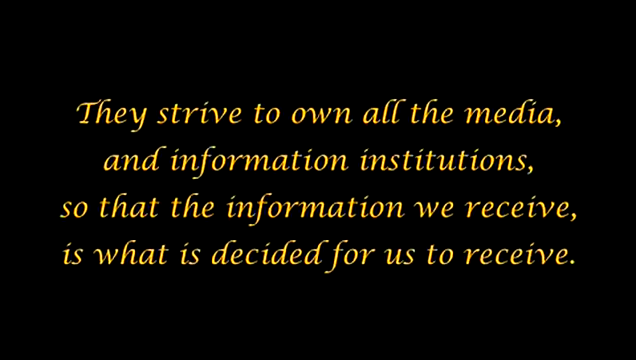 They strive to own all the media,
and information institutions,
so that the information we receive,
is what is decided for us to receive.